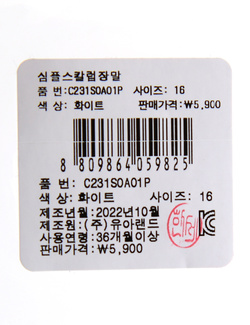 심플스칼럽장말
품 번:C231SOA01P 사이즈: 16
색 상: 화이트 판매가격:₩5,900
8 809864 059825
품 번: C231SOA01P
색 상: 화이트 사이즈: 16
제조년월:2022년10월
제조원:(주)유아랜드
사용연령:36개월이상
판매가격:₩5,900